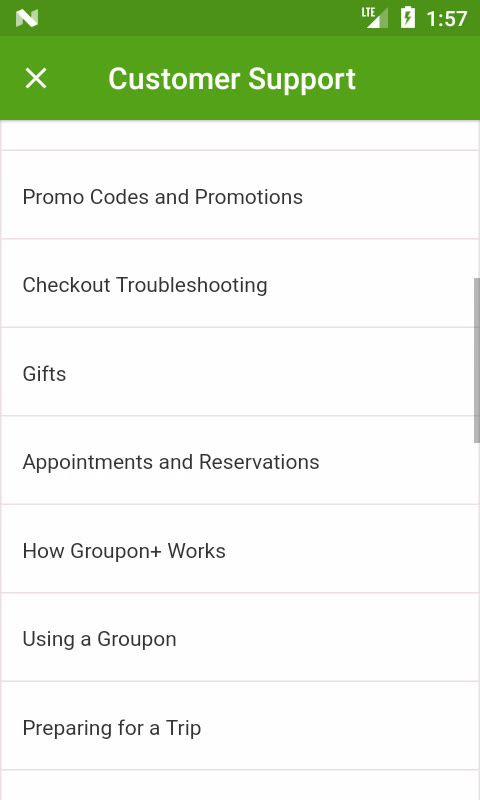 LTE 1:57
Customer Support
Promo Codes and Promotions
Checkout Troubleshooting
Gifts
Appointments and Reservations
How Groupon+ Works
Using a Groupon
Preparing for a Trip